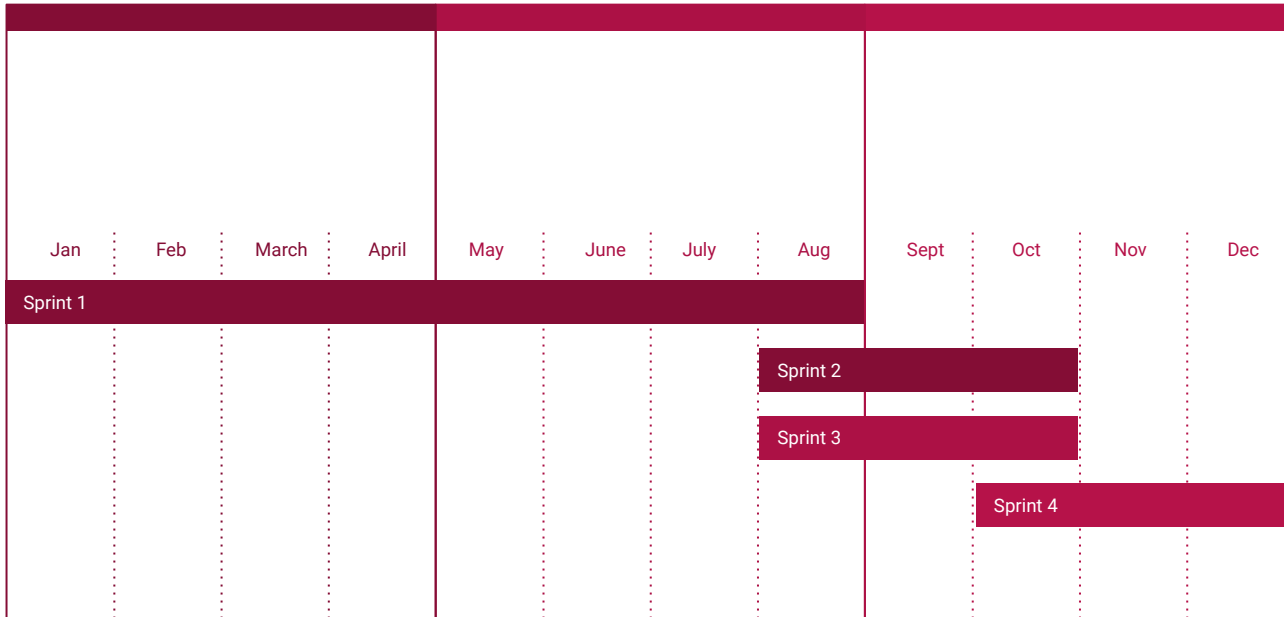 Jan Feb March April May June July Aug Sept Oct Nov Dec
Sprint 1
Sprint 2
Sprint 3
Sprint 4